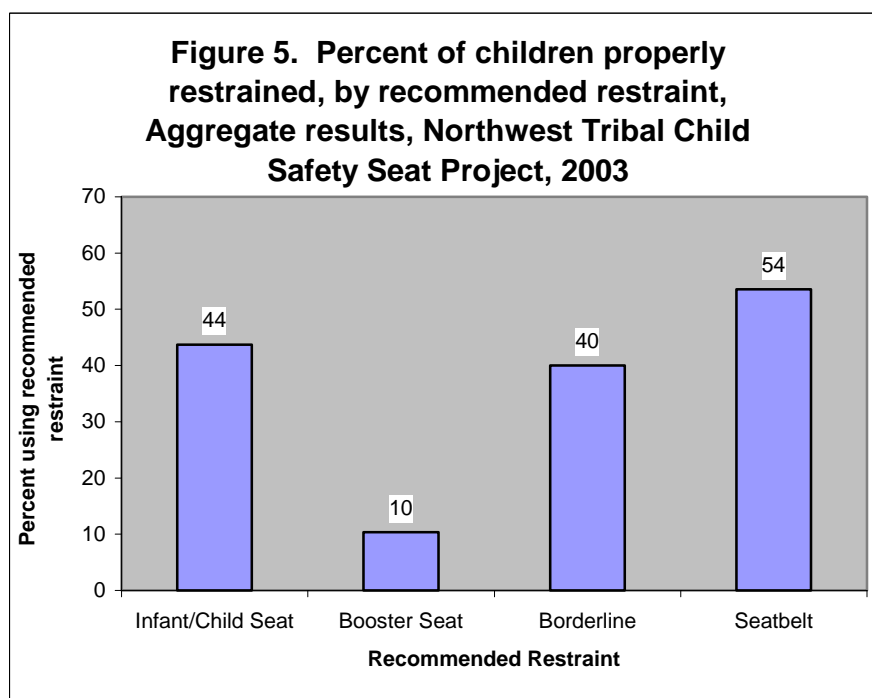 Figure 5.  Percent of children properly
restrained, by recommended restraint,
Aggregate results, Northwest Tribal Child
Safety Seat Project, 2003
70
60
50
40
30
20
10
0
44
10
40
54
Infant/Child Seat
Booster Seat
Borderline
Seatbelt
Recommended Restraint
Percent using recommended
restraint